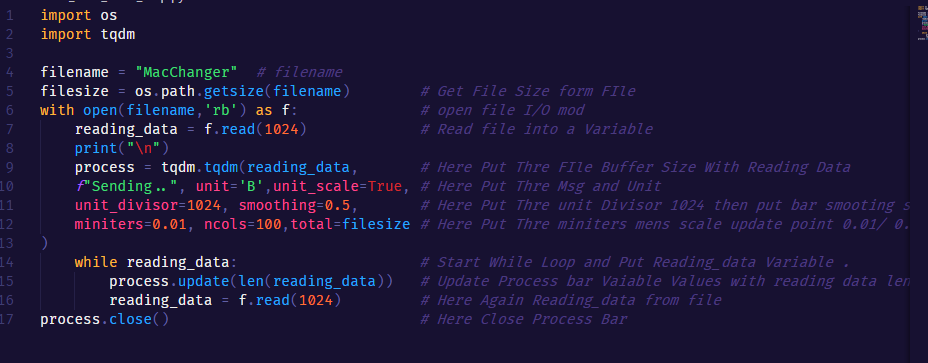 1 import os
2 import tqdm
3
4 filename = "MacChanger" # filename
5 filesize = os.path.getsize(filename) # Get File Size form FIle
6 with open(filename,'rb') as f: # open file I/O mod
7 reading_data = f.read(1024) # Read file into a Variable
8 print("\n")
9 process = tqdm.tqdm(reading_data, # Here Put Thre FIle Buffer Size With Reading Data
10 f"Sending..", unit='B',unit_scale=True, # Here Put Thre Msg and Unit
11 unit_divisor=1024, smoothing=0.5, # Here Put Thre unit Divisor 1024 then put bar smooting s
12 miniters=0.01, ncols=100,total=filesize # Here Put Thre miniters mens scale update point 0.01/ 0.
13 )
14 while reading_data: # Start While Loop and Put Reading_data Variable .
15 process.update(len(reading_data)) # Update Process bar Vaiable Values with reading data len
16 reading_data = f.read(1024) # Here Again Reading_data from file
17 process.close() # Here Close Process Bar